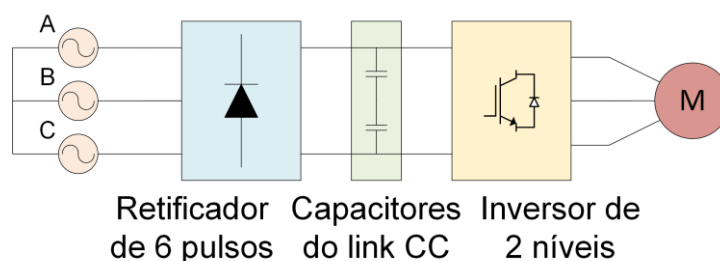 A
B
C
M
Retificador
de 6 pulsos
Capacitores
do link CC
Inversor de
2 níveis